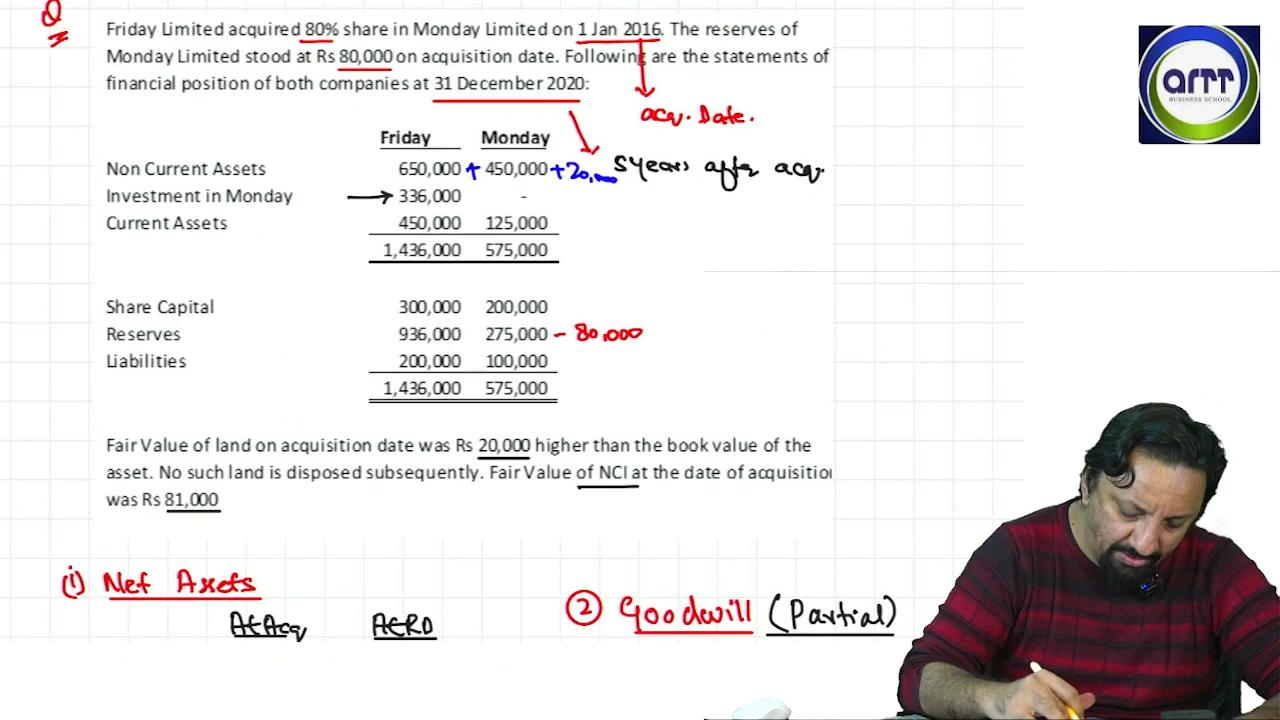 Q
Friday Limited acquired 80% share in Monday Limited on 1 Jan 2016. The reserves of
Monday Limited stood at Rs 80,000 on acquisition date. Following are the statements of
financial position of both companies at 31 December 2020:
acq. Date.
Friday Monday
Non Current Assets 650,000 + 450,000 + 20,000 5 years after acq.
Investment in Monday 336,000 -
Current Assets 450,000 125,000
1,436,000 575,000
Share Capital 300,000 200,000
Reserves 936,000 275,000 - 80,000
Liabilities 200,000 100,000
1,436,000 575,000
Fair Value of land on acquisition date was Rs 20,000 higher than the book value of the
asset. No such land is disposed subsequently. Fair Value of NCI at the date of acquisition
was Rs 81,000
(i) Net Assets
@Acq @RD
② Goodwill (Partial)
artt
BUSINESS SCHOOL